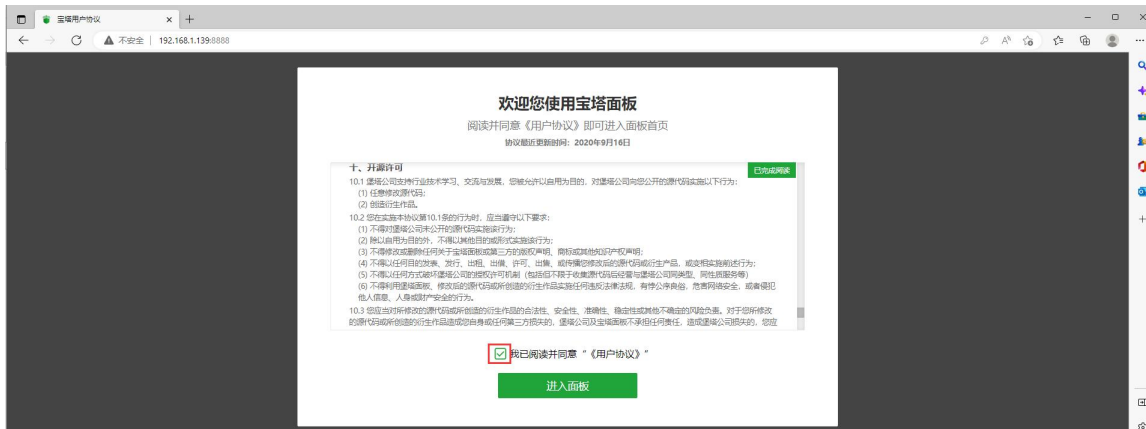 宝塔用户协议
不安全 | 192.168.1.139:8888
欢迎您使用宝塔面板
阅读并同意《用户协议》即可进入面板首页
协议最近更新时间：2020年9月16日
十、开源许可
已完成阅读
10.1 堡塔公司支持行业技术学习、交流与发展，您被允许以自用为目的，对堡塔公司向您公开的源代码实施以下行为：
(1) 任意修改源代码；
(2) 创造衍生作品。
10.2 您在实施本协议第10.1条的行为时，应当遵守以下要求：
(1) 不得对堡塔公司未公开的源代码实施该行为；
(2) 除以自用为目的外，不得以其他目的或形式实施该行为；
(3) 不得修改或删除任何关于宝塔面板或第三方的版权声明、商标或其他知识产权声明；
(4) 不得以任何目的发表、发行、出租、出借、许可、出售、或传播您修改后的源代码或衍生产品，或变相实施前述行为；
(5) 不得以任何方式破坏堡塔公司的授权许可机制（包括但不限于收集源代码后经营与堡塔公司同类型、同性质服务等）
(6) 不得利用堡塔面板、修改后的源代码或所创造的衍生作品实施任何违反法律法规，有悖公序良俗，危害网络安全，或者侵犯
他人信息、人身或财产安全的行为。
10.3 您应当对所修改的源代码或所创造的衍生作品的合法性、安全性、准确性、稳定性或其他不确定的风险负责。对于您所修改
的源代码或所创造的衍生作品造成您自身或任何第三方损失的，堡塔公司及宝塔面板不承担任何责任，造成堡塔公司损失的，您应
我已阅读并同意 “《用户协议》”
进入面板